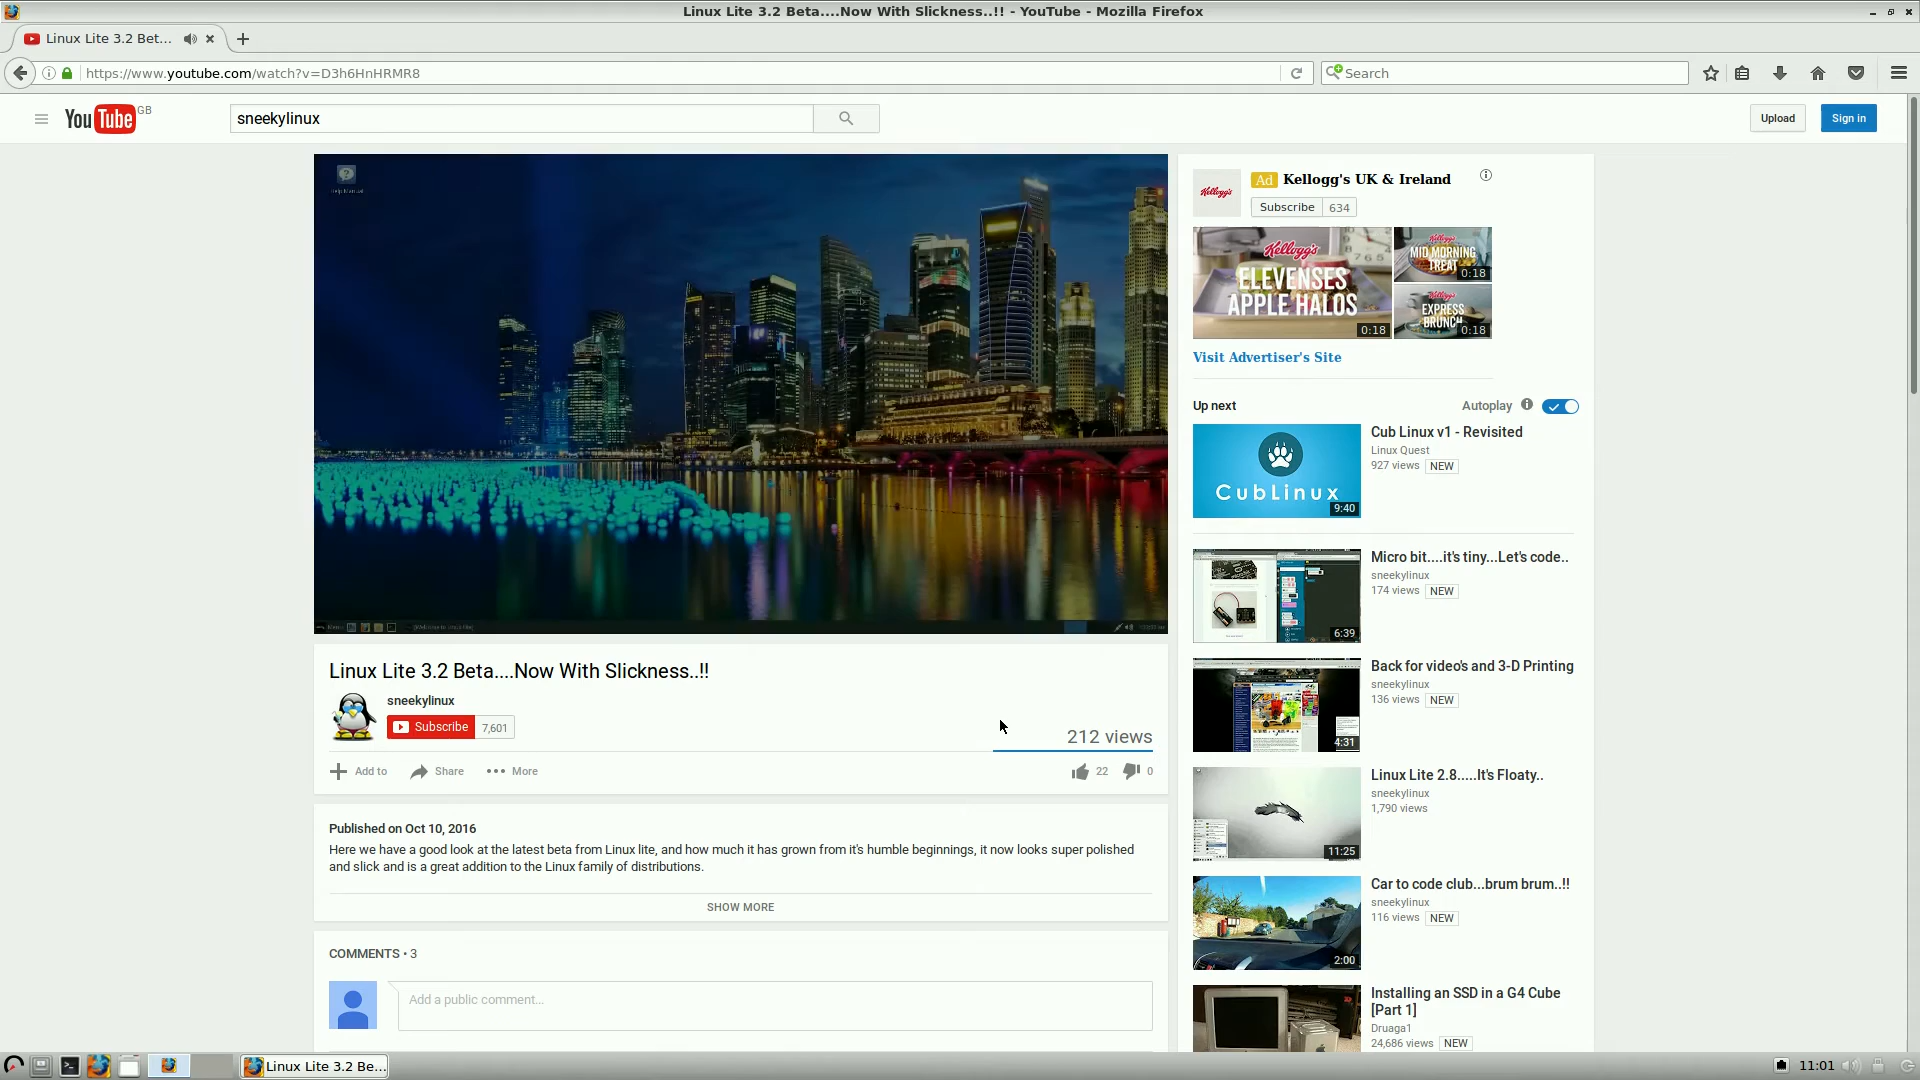 Linux Lite 3.2 Beta....Now With Slickness..!! - YouTube - Mozilla Firefox
Linux Lite 3.2 Bet...
https://www.youtube.com/watch?v=D3h6HnHRMR8
Search
YouTube GB
sneekylinux
Upload
Sign in
Help Manual
Linux Lite 3.2 Beta....Now With Slickness..!!
sneekylinux
Subscribe 7,601
212 views
Add to
Share
More
22
0
Published on Oct 10, 2016
Here we have a good look at the latest beta from Linux lite, and how much it has grown from it's humble beginnings, it now looks super polished
and slick and is a great addition to the Linux family of distributions.
SHOW MORE
COMMENTS • 3
Add a public comment...
Kellogg's
Ad Kellogg's UK & Ireland
Subscribe 634
Kellogg's
ELEVENSES
APPLE HALOS
0:18
Kellogg's
MID MORNING
TREAT
0:18
Kellogg's
EXPRESS
BRUNCH
0:18
Visit Advertiser's Site
Up next
Autoplay
CubLinux
9:40
Cub Linux v1 - Revisited
Linux Quest
927 views NEW
6:39
Micro bit....it's tiny...Let's code..
sneekylinux
174 views NEW
4:31
Back for video's and 3-D Printing
sneekylinux
136 views NEW
11:25
Linux Lite 2.8.....It's Floaty..
sneekylinux
1,790 views
2:00
Car to code club...brum brum..!!
sneekylinux
116 views NEW
Installing an SSD in a G4 Cube
[Part 1]
Druaga1
24,686 views NEW
Linux Lite 3.2 Be...
11:01